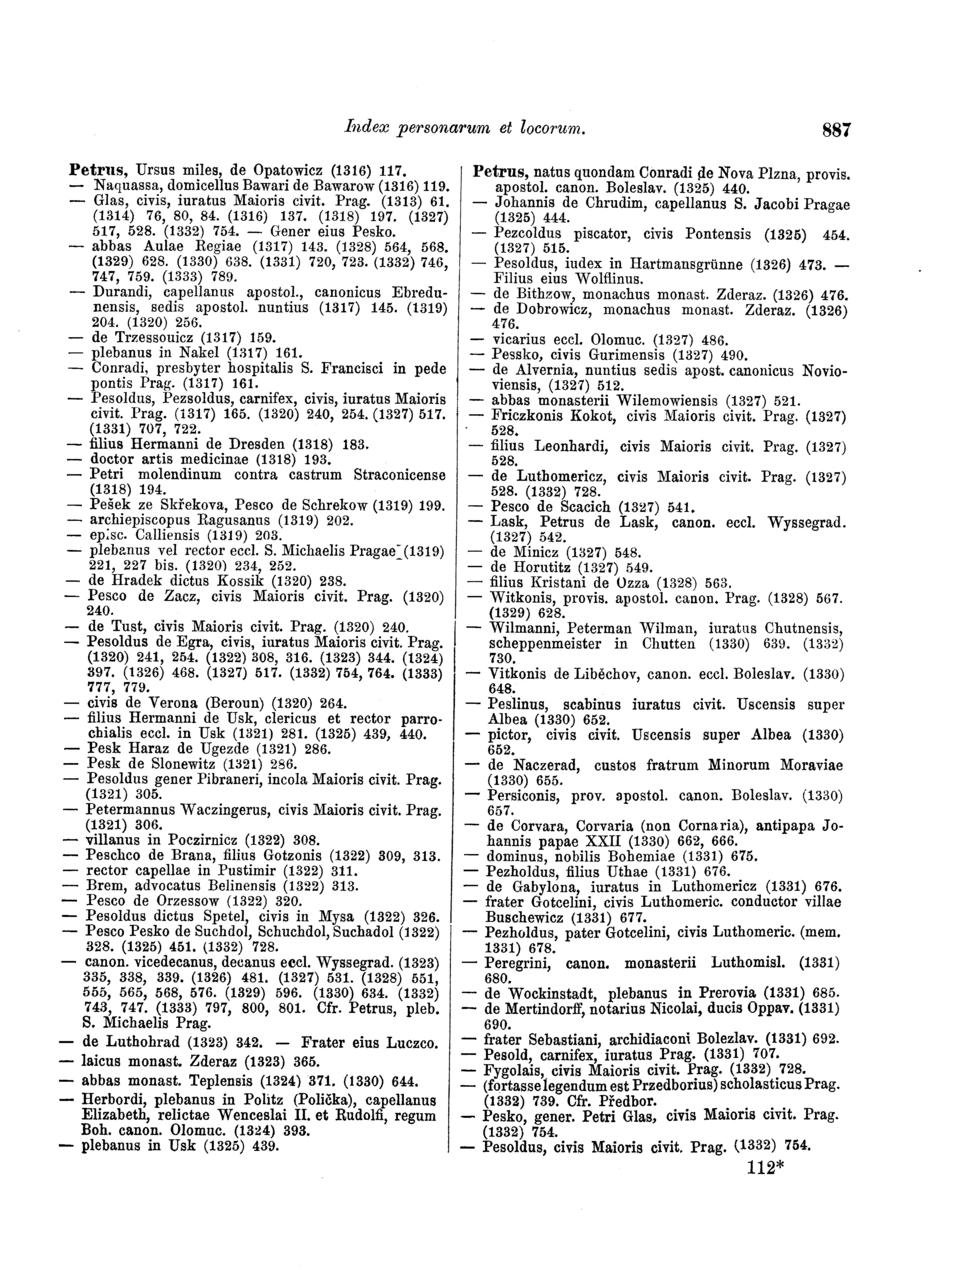 Index personarum et locorum.
887
Petrus, Ursus miles, de Opatowicz (1316) 117.
— Naquassa, domicellus Bawari de Bawarow (1316) 119.
— Glas, civis, iuratus Maioris civit. Prag. (1313) 61.
(1314) 76, 80, 84. (1316) 137. (1318) 197. (1327)
517, 528. (1332) 754. — Gener eius Pesko.
— abbas Aulae Regiae (1317) 143. (1328) 564, 568.
(1329) 628. (1330) 638. (1331) 720, 723. (1332) 746,
747, 759. (1333) 789.
— Durandi, capellanus apostol., canonicus Ebredu-
nensis, sedis apostol. nuntius (1317) 145. (1319)
204. (1320) 256.
— de Trzessouicz (1317) 159.
— plebanus in Nakel (1317) 161.
— Conradi, presbyter hospitalis S. Francisci in pede
pontis Prag. (1317) 161.
— Pesoldus, Pezsoldus, carnifex, civis, iuratus Maioris
civit. Prag. (1317) 165. (1320) 240, 254. (1327) 517.
(1331) 707, 722.
— filius Hermanni de Dresden (1318) 183.
— doctor artis medicinae (1318) 193.
— Petri molendinum contra castrum Straconicense
(1318) 194.
— Pešek ze Skřekova, Pesco de Schrekow (1319) 199.
— archiepiscopus Ragusanus (1319) 202.
— episc. Calliensis (1319) 203.
— plebanus vel rector eccl. S. Michaelis Pragae (1319)
221, 227 bis. (1320) 234, 252.
— de Hradek dictus Kossik (1320) 238.
— Pesco de Zacz, civis Maioris civit. Prag. (1320)
240.
— de Tust, civis Maioris civit. Prag. (1320) 240.
— Pesoldus de Egra, civis, iuratus Maioris civit. Prag.
(1320) 241, 254. (1322) 308, 316. (1323) 344. (1324)
397. (1326) 468. (1327) 517. (1332) 754, 764. (1333)
777, 779.
— civis de Verona (Beroun) (1320) 264.
— filius Hermanni de Usk, clericus et rector parro-
chialis eccl. in Usk (1321) 281. (1325) 439, 440.
— Pesk Haraz de Ugezde (1321) 286.
— Pesk de Slonewitz (1321) 286.
— Pesoldus gener Pibraneri, incola Maioris civit. Prag.
(1321) 305.
— Petermannus Waczingerus, civis Maioris civit. Prag.
(1321) 306.
— villanus in Poczirnicz (1322) 308.
— Peschco de Brana, filius Gotzonis (1322) 309, 313.
— rector capellae in Pustimir (1322) 311.
— Brem, advocatus Belinensis (1322) 313.
— Pesco de Orzessow (1322) 320.
— Pesoldus dictus Spetel, civis in Mysa (1322) 326.
— Pesco Pesko de Suchdol, Schuchdol, Suchadol (1322)
328. (1325) 451. (1332) 728.
— canon. vicedecanus, decanus eccl. Wyssegrad. (1323)
335, 338, 339. (1326) 481. (1327) 531. (1328) 551,
555, 565, 568, 576. (1329) 596. (1330) 634. (1332)
743, 747. (1333) 797, 800, 801. Cfr. Petrus, pleb.
S. Michaelis Prag.
— de Luthohrad (1323) 342. — Frater eius Luczco.
— laicus monast. Zderaz (1323) 365.
— abbas monast. Teplensis (1324) 371. (1330) 644.
— Herbordi, plebanus in Politz (Polička), capellanus
Elizabeth, relictae Wenceslai II. et Rudolfi, regum
Boh. canon. Olomuc. (1324) 393.
— plebanus in Usk (1325) 439.
Petrus, natus quondam Conradi de Nova Plzna, provis.
apostol. canon. Boleslav. (1325) 440.
— Johannis de Chrudim, capellanus S. Jacobi Pragae
(1325) 444.
— Pezcoldus piscator, civis Pontensis (1325) 454.
(1327) 515.
— Pesoldus, iudex in Hartmansgrünne (1326) 473. —
Filius eius Wolflinus.
— de Bithzow, monachus monast. Zderaz. (1326) 476.
— de Dobrowicz, monachus monast. Zderaz. (1326)
476.
— vicarius eccl. Olomuc. (1327) 486.
— Pessko, civis Gurimensis (1327) 490.
— de Alvernia, nuntius sedis apost. canonicus Novio-
viensis, (1327) 512.
— abbas monasterii Wilemowiensis (1327) 521.
— Friczkonis Kokot, civis Maioris civit. Prag. (1327)
528.
— filius Leonhardi, civis Maioris civit. Prag. (1327)
528.
— de Luthomericz, civis Maioris civit. Prag. (1327)
528. (1332) 728.
— Pesco de Scacich (1327) 541.
— Lask, Petrus de Lask, canon. eccl. Wyssegrad.
(1327) 542.
— de Minicz (1327) 548.
— de Horutitz (1327) 549.
— filius Kristani de Ozza (1328) 563.
— Witkonis, provis. apostol. canon. Prag. (1328) 567.
(1329) 628.
— Wilmanni, Peterman Wilman, iuratus Chutnensis,
scheppenmeister in Chutten (1330) 639. (1332)
730.
— Vitkonis de Liběchov, canon. eccl. Boleslav. (1330)
648.
— Peslinus, scabinus iuratus civit. Uscensis super
Albea (1330) 652.
— pictor, civis civit. Uscensis super Albea (1330)
652.
— de Naczerad, custos fratrum Minorum Moraviae
(1330) 655.
— Persiconis, prov. apostol. canon. Boleslav. (1330)
657.
— de Corvara, Corvaria (non Cornaria), antipapa Jo-
hannis papae XXII (1330) 662, 666.
— dominus, nobilis Bohemiae (1331) 675.
— Pezholdus, filius Uthae (1331) 676.
— de Gabylona, iuratus in Luthomericz (1331) 676.
— frater Gotcelini, civis Luthomeric. conductor villae
Buschewicz (1331) 677.
— Pezholdus, pater Gotcelini, civis Luthomeric. (mem.
1331) 678.
— Peregrini, canon. monasterii Luthomisl. (1331)
680.
— de Wockinstadt, plebanus in Prerovia (1331) 685.
— de Mertindorff, notarius Nicolai, ducis Oppav. (1331)
690.
— frater Sebastiani, archidiaconi Bolezlav. (1331) 692.
— Pesold, carnifex, iuratus Prag. (1331) 707.
— Fygolais, civis Maioris civit. Prag. (1332) 728.
— (fortasse legendum est Przedborius) scholasticus Prag.
(1332) 739. Cfr. Předbor.
— Pesko, gener. Petri Glas, civis Maioris civit. Prag.
(1332) 754.
— Pesoldus, civis Maioris civit. Prag. (1332) 754.
112*